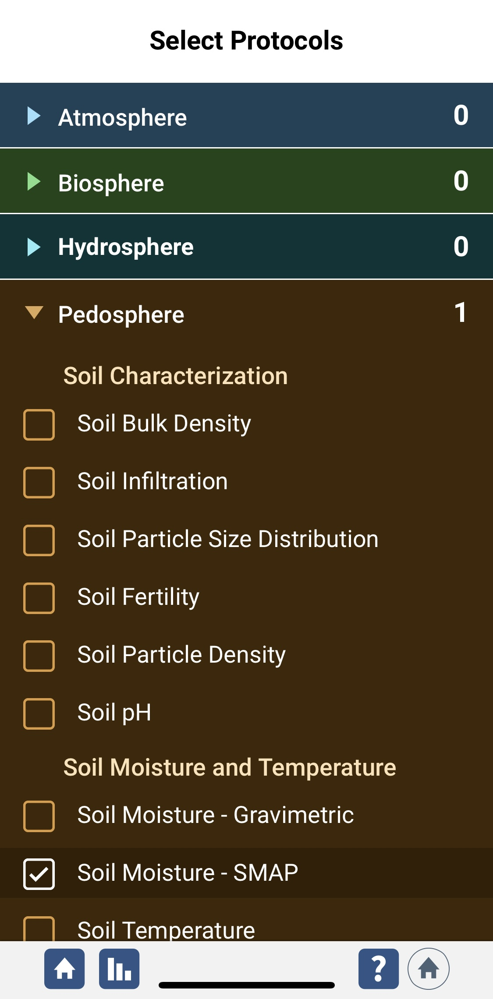 Select Protocols
Atmosphere 0
Biosphere 0
Hydrosphere 0
Pedosphere 1
Soil Characterization
Soil Bulk Density
Soil Infiltration
Soil Particle Size Distribution
Soil Fertility
Soil Particle Density
Soil pH
Soil Moisture and Temperature
Soil Moisture - Gravimetric
Soil Moisture - SMAP
Soil Temperature
?